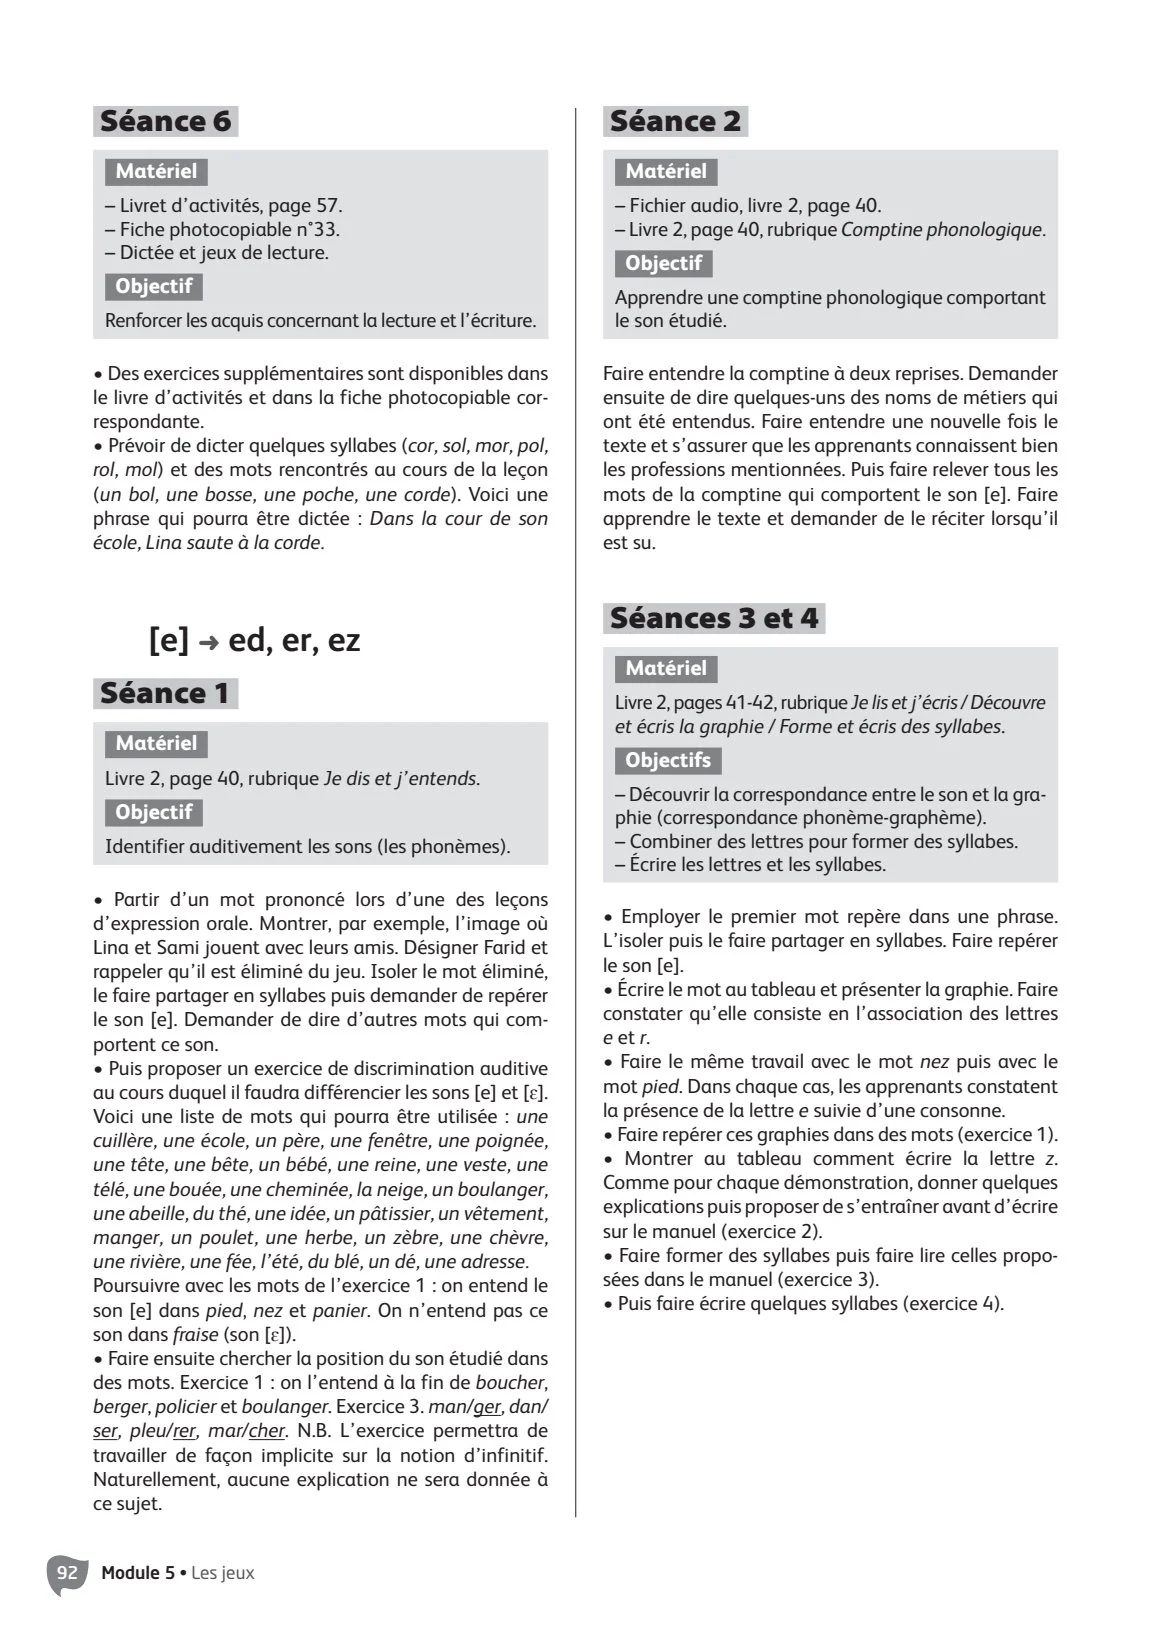 Séance 6
Matériel
– Livret d’activités, page 57.
– Fiche photocopiable n°33.
– Dictée et jeux de lecture.
Objectif
Renforcer les acquis concernant la lecture et l’écriture.
• Des exercices supplémentaires sont disponibles dans
le livre d’activités et dans la fiche photocopiable cor-
respondante.
• Prévoir de dicter quelques syllabes (cor, sol, mor, pol,
rol, mol) et des mots rencontrés au cours de la leçon
(un bol, une bosse, une poche, une corde). Voici une
phrase qui pourra être dictée : Dans la cour de son
école, Lina saute à la corde.
[e] ➜ ed, er, ez
Séance 1
Matériel
Livre 2, page 40, rubrique Je dis et j’entends.
Objectif
Identifier auditivement les sons (les phonèmes).
• Partir d’un mot prononcé lors d’une des leçons
d’expression orale. Montrer, par exemple, l’image où
Lina et Sami jouent avec leurs amis. Désigner Farid et
rappeler qu’il est éliminé du jeu. Isoler le mot éliminé,
le faire partager en syllabes puis demander de repérer
le son [e]. Demander de dire d’autres mots qui com-
portent ce son.
• Puis proposer un exercice de discrimination auditive
au cours duquel il faudra différencier les sons [e] et [ɛ].
Voici une liste de mots qui pourra être utilisée : une
cuillère, une école, un père, une fenêtre, une poignée,
une tête, une bête, un bébé, une reine, une veste, une
télé, une bouée, une cheminée, la neige, un boulanger,
une abeille, du thé, une idée, un pâtissier, un vêtement,
manger, un poulet, une herbe, un zèbre, une chèvre,
une rivière, une fée, l’été, du blé, un dé, une adresse.
Poursuivre avec les mots de l’exercice 1 : on entend le
son [e] dans pied, nez et panier. On n’entend pas ce
son dans fraise (son [ɛ]).
• Faire ensuite chercher la position du son étudié dans
des mots. Exercice 1 : on l’entend à la fin de boucher,
berger, policier et boulanger. Exercice 3. man/ger, dan/
ser, pleu/rer, mar/cher. N.B. L’exercice permettra de
travailler de façon implicite sur la notion d’infinitif.
Naturellement, aucune explication ne sera donnée à
ce sujet.
Séance 2
Matériel
– Fichier audio, livre 2, page 40.
– Livre 2, page 40, rubrique Comptine phonologique.
Objectif
Apprendre une comptine phonologique comportant
le son étudié.
Faire entendre la comptine à deux reprises. Demander
ensuite de dire quelques-uns des noms de métiers qui
ont été entendus. Faire entendre une nouvelle fois le
texte et s’assurer que les apprenants connaissent bien
les professions mentionnées. Puis faire relever tous les
mots de la comptine qui comportent le son [e]. Faire
apprendre le texte et demander de le réciter lorsqu’il
est su.
Séances 3 et 4
Matériel
Livre 2, pages 41-42, rubrique Je lis et j’écris / Découvre
et écris la graphie / Forme et écris des syllabes.
Objectifs
– Découvrir la correspondance entre le son et la gra-
phie (correspondance phonème-graphème).
– Combiner des lettres pour former des syllabes.
– Écrire les lettres et les syllabes.
• Employer le premier mot repère dans une phrase.
L’isoler puis le faire partager en syllabes. Faire repérer
le son [e].
• Écrire le mot au tableau et présenter la graphie. Faire
constater qu’elle consiste en l’association des lettres
e et r.
• Faire le même travail avec le mot nez puis avec le
mot pied. Dans chaque cas, les apprenants constatent
la présence de la lettre e suivie d’une consonne.
• Faire repérer ces graphies dans des mots (exercice 1).
• Montrer au tableau comment écrire la lettre z.
Comme pour chaque démonstration, donner quelques
explications puis proposer de s’entraîner avant d’écrire
sur le manuel (exercice 2).
• Faire former des syllabes puis faire lire celles propo-
sées dans le manuel (exercice 3).
• Puis faire écrire quelques syllabes (exercice 4).
92 Module 5 • Les jeux